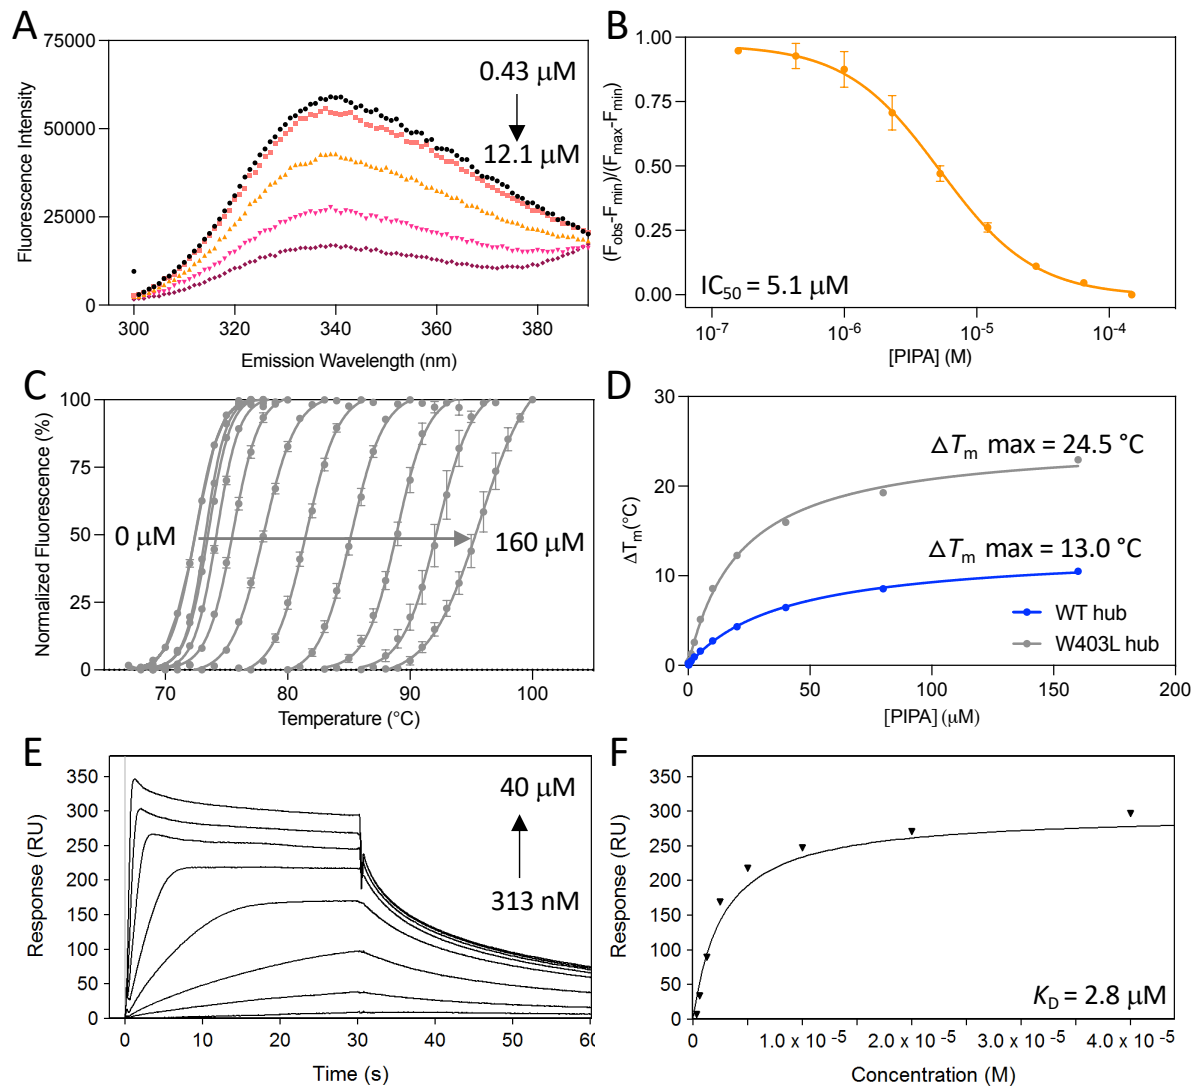 A
75000
50000
25000
0
Fluorescence Intensity
0.43 μM
12.1 μM
300 320 340 360 380
Emission Wavelength (nm)
B
1.00
0.75
0.50
0.25
0.00
(Fobs-Fmin)/(Fmax-Fmin)
IC50 = 5.1 μM
10-7 10-6 10-5 10-4
[PIPA] (M)
C
100
75
50
25
0
Normalized Fluorescence (%)
0 μM
160 μM
70 80 90 100
Temperature (°C)
D
30
20
10
0
ΔTm(°C)
ΔTm max = 24.5 °C
ΔTm max = 13.0 °C
WT hub
W403L hub
0 50 100 150 200
[PIPA] (μM)
E
350
300
250
200
150
100
50
0
Response (RU)
40 μM
313 nM
0 10 20 30 40 50 60
Time (s)
F
350
300
250
200
150
100
50
0
Response (RU)
KD = 2.8 μM
0 1.0 x 10-5 2.0 x 10-5 3.0 x 10-5 4.0 x 10-5
Concentration (M)